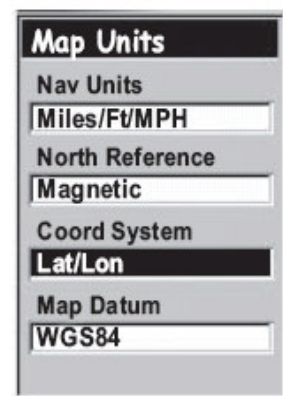 Map Units
Nav Units
Miles/Ft/MPH
North Reference
Magnetic
Coord System
Lat/Lon
Map Datum
WGS84